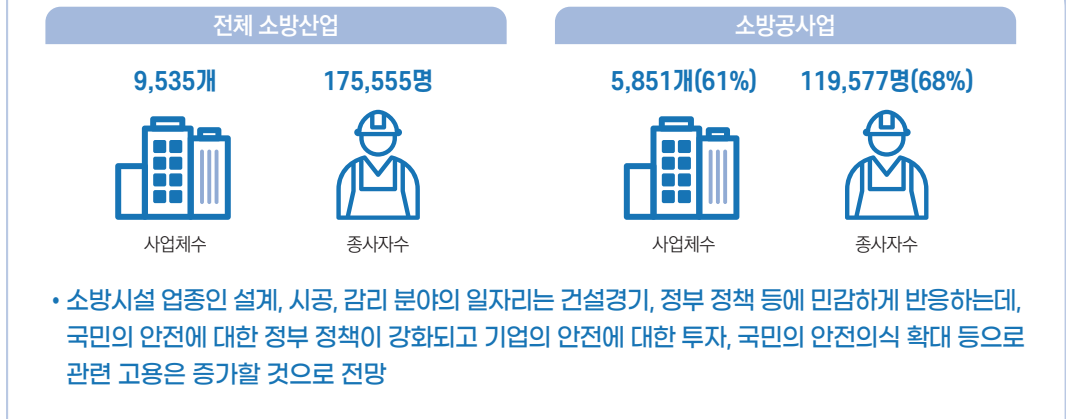 전체 소방산업
소방공사업
9,535개
175,555명
5,851개(61%)
119,577명(68%)
사업체수
종사자수
사업체수
종사자수
• 소방시설 업종인 설계, 시공, 감리 분야의 일자리는 건설경기, 정부 정책 등에 민감하게 반응하는데,
국민의 안전에 대한 정부 정책이 강화되고 기업의 안전에 대한 투자, 국민의 안전의식 확대 등으로
관련 고용은 증가할 것으로 전망